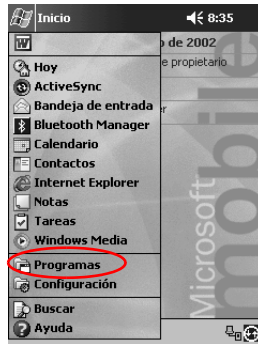 Inicio 8:35
de 2002
Hoy
e propietario
ActiveSync
Bandeja de entrada
Bluetooth Manager
Calendario
Contactos
Internet Explorer
Notas
Tareas
Windows Media
Programas
Configuración
Buscar
Ayuda
Microsoft
mobile